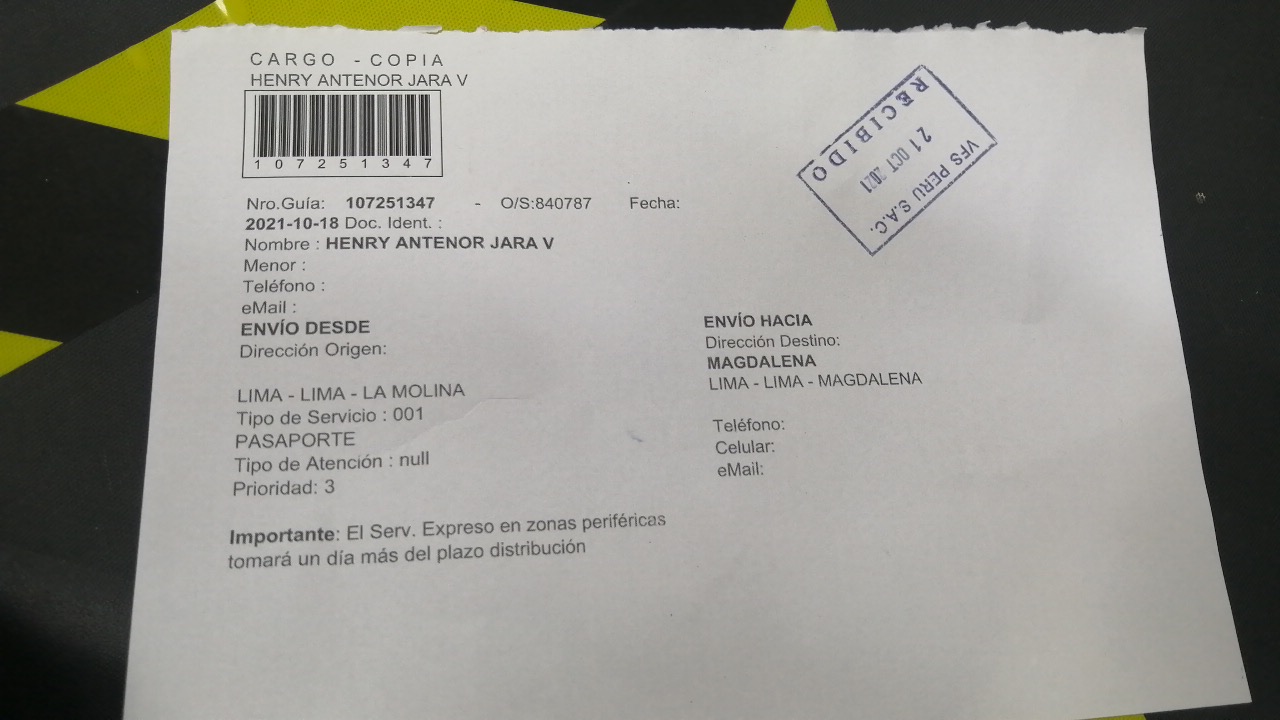 CARGO - COPIA
HENRY ANTENOR JARA V
107251347
Nro.Guía: 107251347 - O/S:840787 Fecha:
2021-10-18 Doc. Ident. :
Nombre : HENRY ANTENOR JARA V
Menor :
Teléfono :
eMail :
ENVÍO DESDE
Dirección Origen:
LIMA - LIMA - LA MOLINA
Tipo de Servicio : 001
PASAPORTE
Tipo de Atención : null
Prioridad: 3
Importante: El Serv. Expreso en zonas periféricas
tomará un día más del plazo distribución
ENVÍO HACIA
Dirección Destino:
MAGDALENA
LIMA - LIMA - MAGDALENA
Teléfono:
Celular:
eMail:
VFS PERU S.A.C.
21 OCT 2021
RECIBIDO